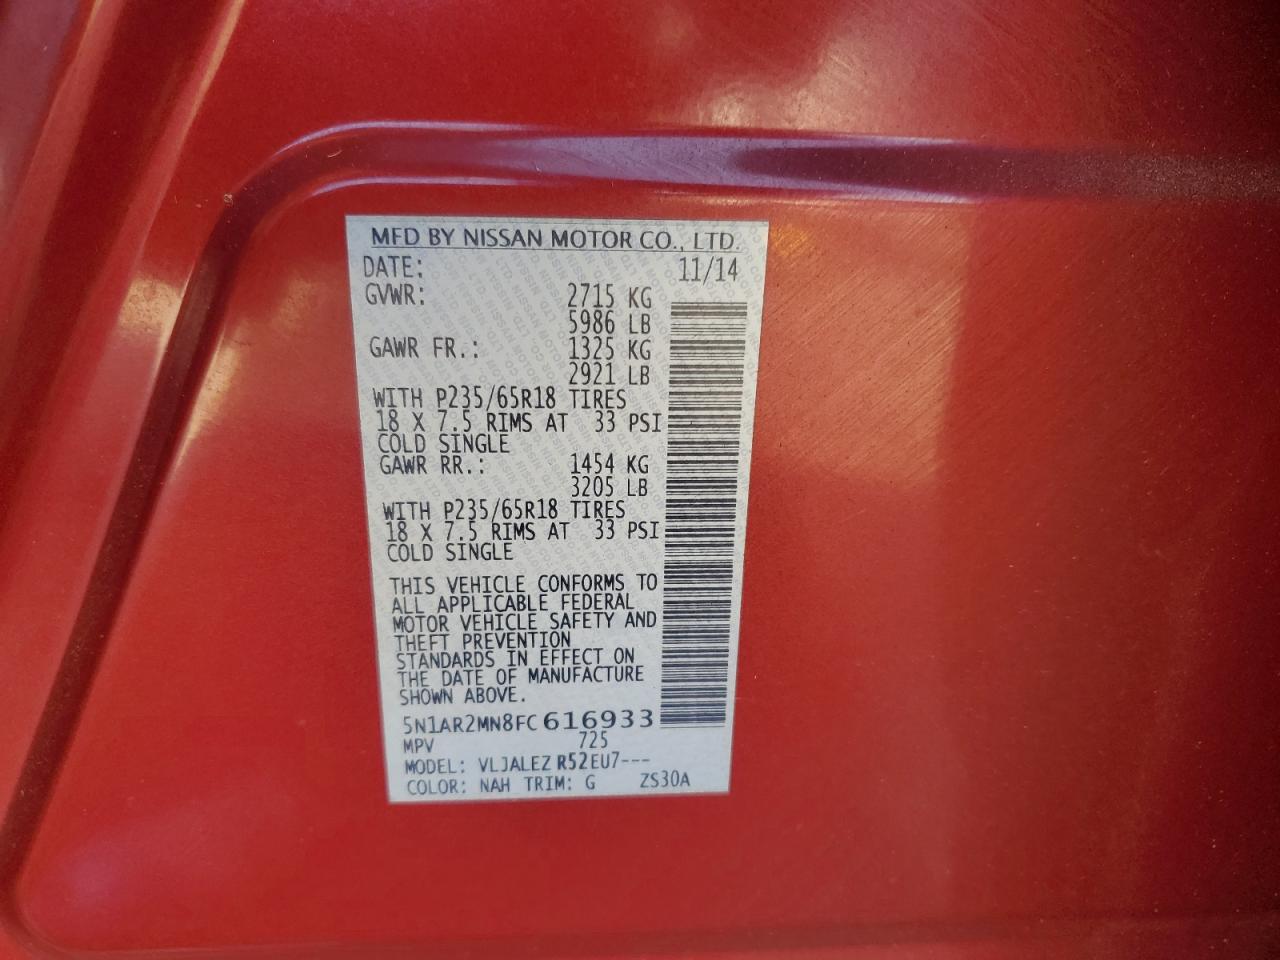 MFD BY NISSAN MOTOR CO., LTD.
DATE: 11/14
GVWR: 2715 KG
5986 LB
GAWR FR.: 1325 KG
2921 LB
WITH P235/65R18 TIRES
18 X 7.5 RIMS AT 33 PSI
COLD SINGLE
GAWR RR.: 1454 KG
3205 LB
WITH P235/65R18 TIRES
18 X 7.5 RIMS AT 33 PSI
COLD SINGLE
THIS VEHICLE CONFORMS TO
ALL APPLICABLE FEDERAL
MOTOR VEHICLE SAFETY AND
THEFT PREVENTION
STANDARDS IN EFFECT ON
THE DATE OF MANUFACTURE
SHOWN ABOVE.
5N1AR2MN8FC616933
MPV 725
MODEL: VLJALEZ R52EU7---
COLOR: NAH TRIM: G ZS30A